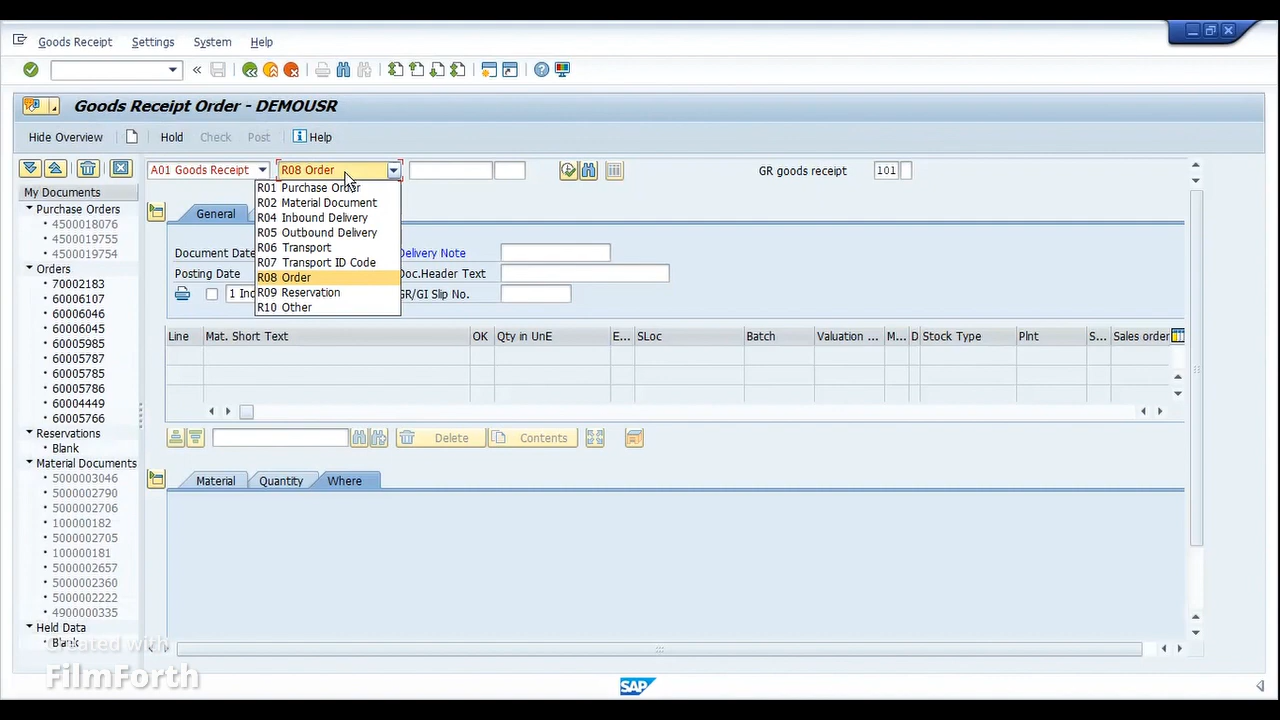 Goods Receipt Settings System Help
Goods Receipt Order - DEMOUSR
Hide Overview Hold Check Post Help
A01 Goods Receipt R08 Order GR goods receipt 101
My Documents
Purchase Orders
4500018076
4500019755
4500019754
Orders
70002183
60006107
60006046
60006045
60005985
60005787
60005785
60005786
60004449
60005766
Reservations
Blank
Material Documents
5000003046
5000002790
5000002706
100000182
5000002705
100000181
5000002657
5000002360
5000002222
4900000335
Held Data
Blank
R01 Purchase Order
R02 Material Document
R04 Inbound Delivery
R05 Outbound Delivery
R06 Transport
R07 Transport ID Code
R08 Order
R09 Reservation
R10 Other
General
Document Date Delivery Note
Posting Date Doc.Header Text
1 Ind GR/GI Slip No.
Line Mat. Short Text OK Qty in UnE E... SLoc Batch Valuation ... M... D Stock Type Plnt S... Sales order
Delete Contents
Material Quantity Where
Created with
FilmForth
SAP